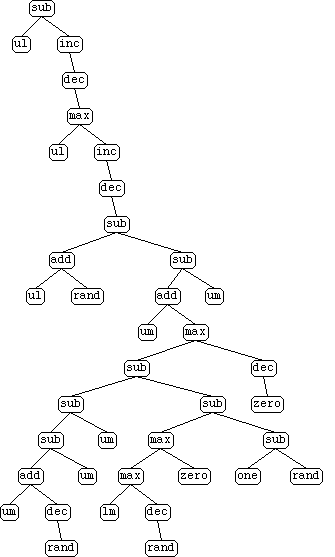 sub
ul inc
dec
max
ul inc
dec
sub
add sub
ul rand add um
um max
sub dec
sub sub zero
sub um max sub
add um max zero one rand
um dec lm dec
rand rand